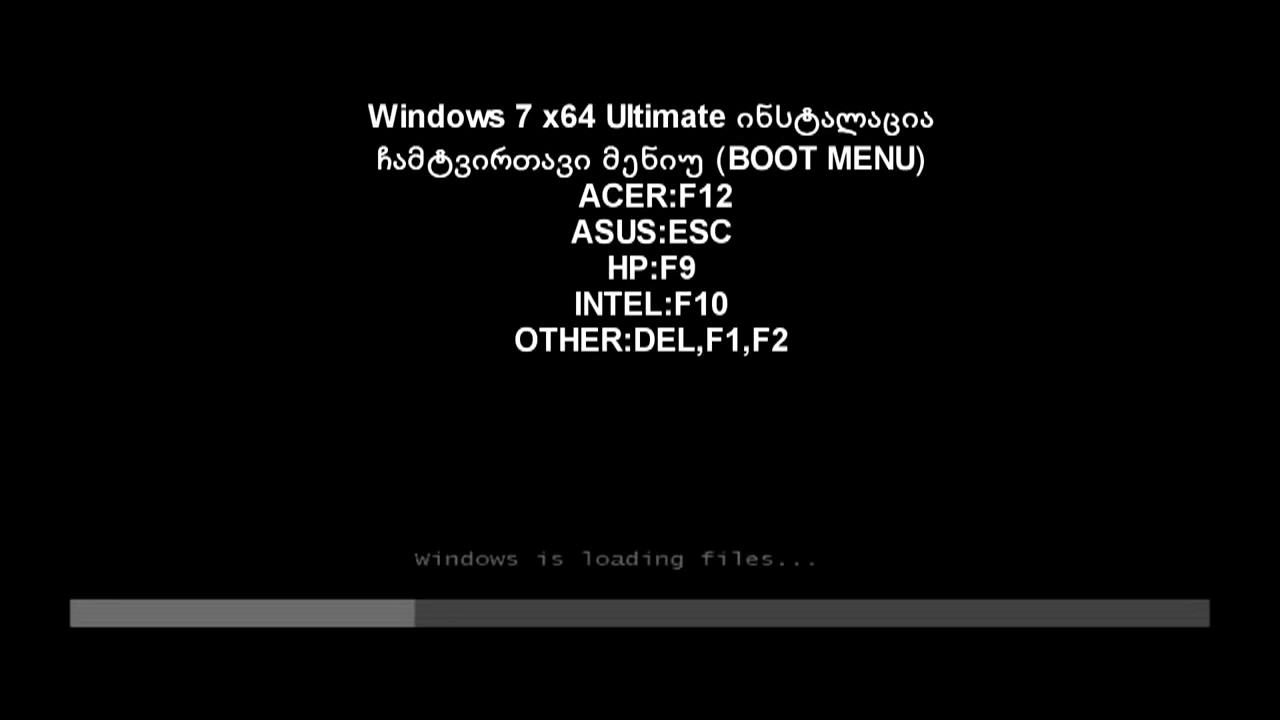 Windows 7 x64 Ultimate ინსტალაცია
ჩამტვირთავი მენიუ (BOOT MENU)
ACER:F12
ASUS:ESC
HP:F9
INTEL:F10
OTHER:DEL,F1,F2
Windows is loading files...